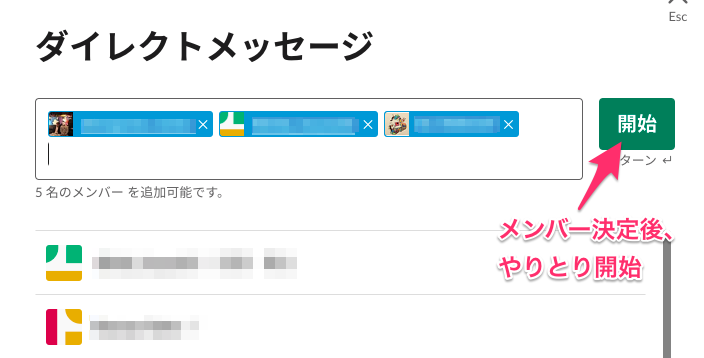 Esc
ダイレクトメッセージ
開始
ターン ↵
5 名のメンバー を追加可能です。
メンバー決定後、
やりとり開始